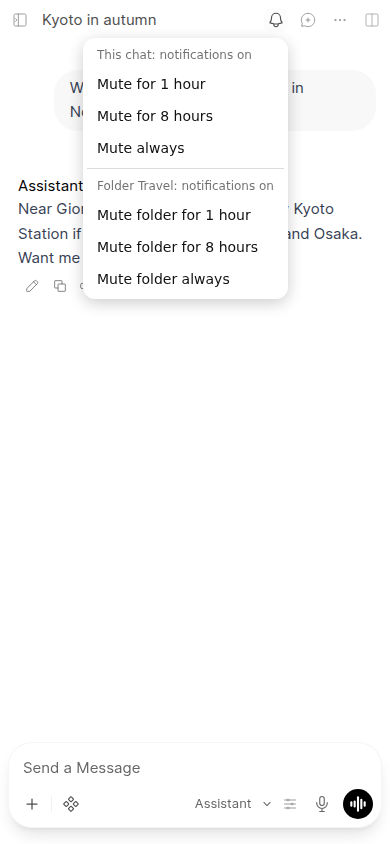 Kyoto in autumn
This chat: notifications on
Mute for 1 hour
Mute for 8 hours
Mute always
Folder Travel: notifications on
Mute folder for 1 hour
Mute folder for 8 hours
Mute folder always
in
Assistant
Near Kyoto
Station if and Osaka.
Want me
Send a Message
Assistant